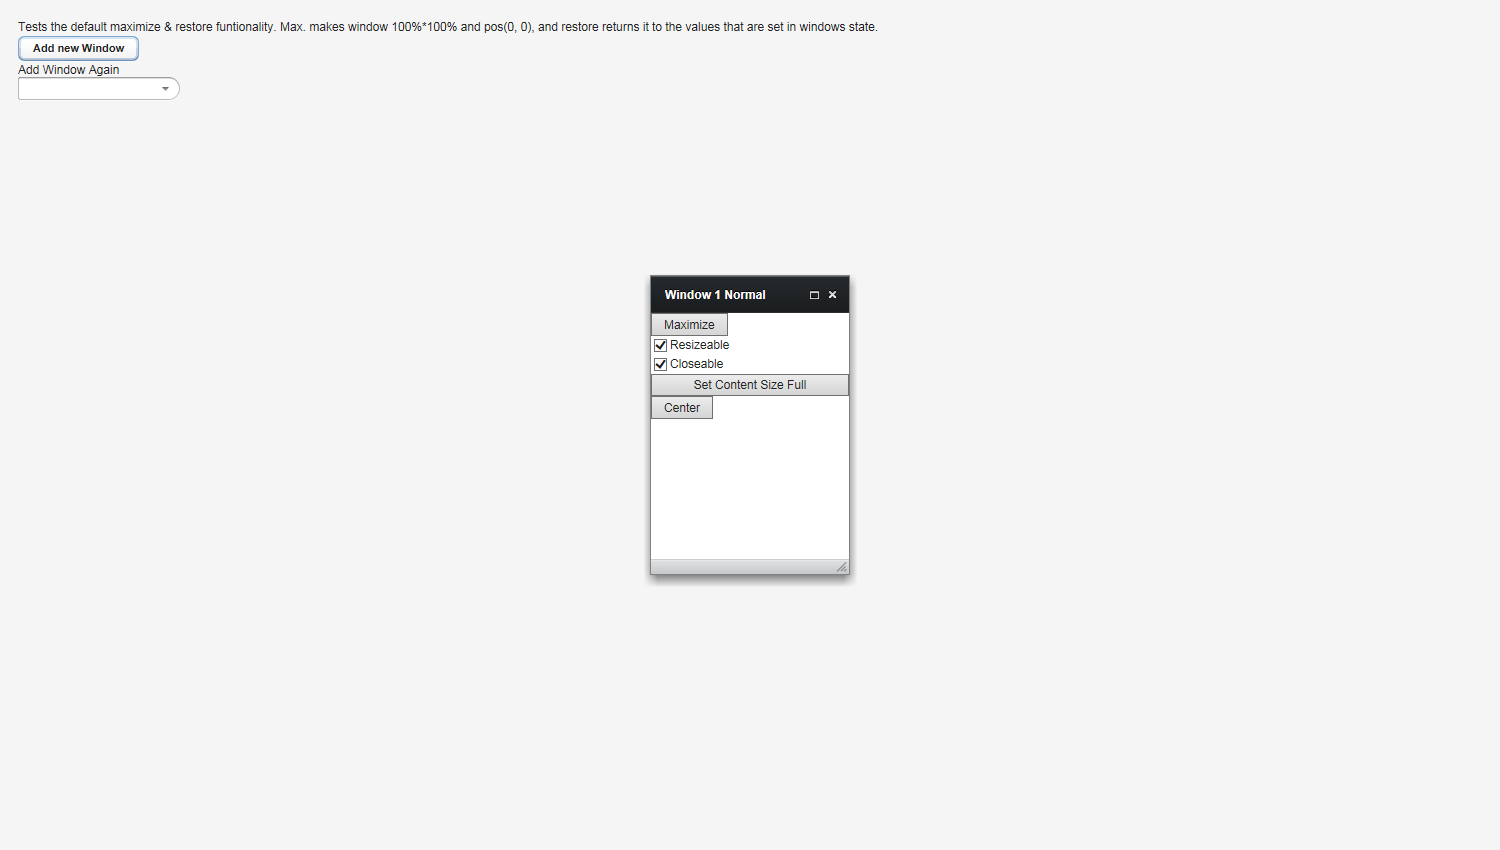 Tests the default maximize & restore funtionality. Max. makes window 100%*100% and pos(0, 0), and restore returns it to the values that are set in windows state.
Add new Window
Add Window Again
Window 1 Normal
Maximize
Resizeable
Closeable
Set Content Size Full
Center